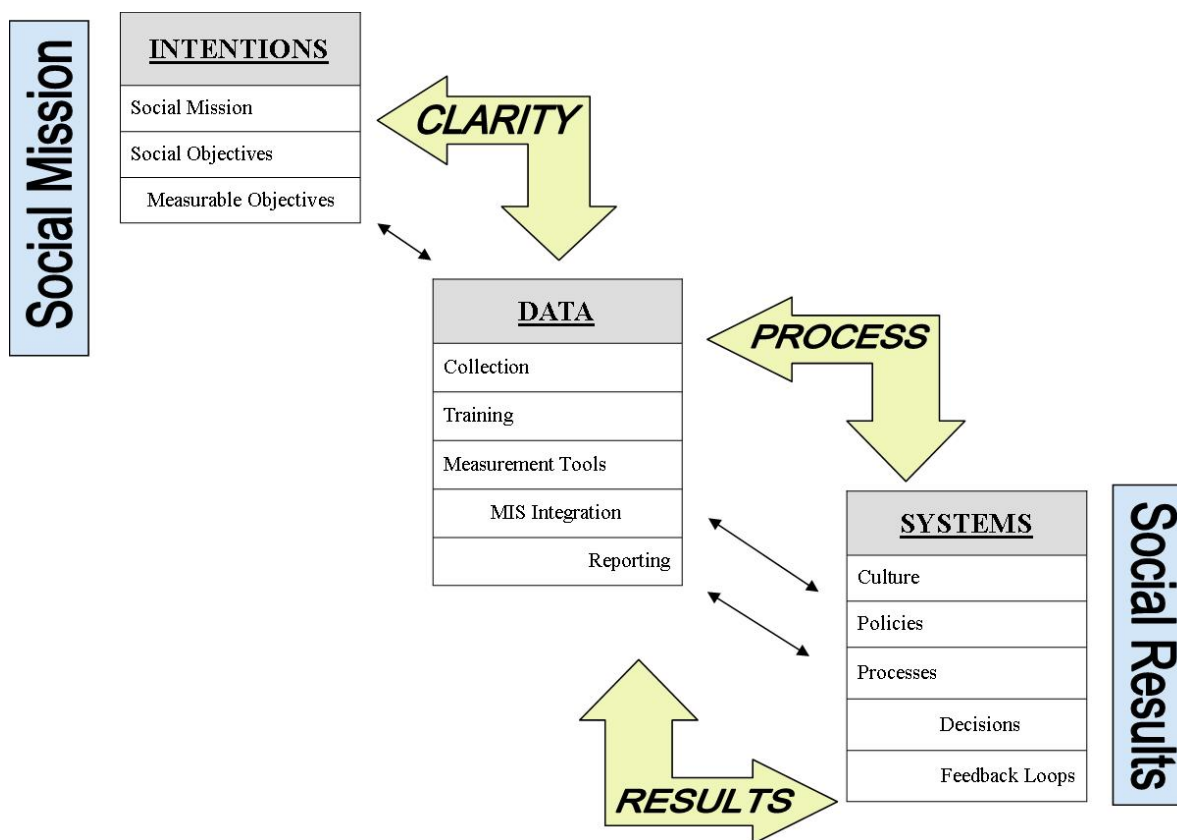 Social Mission
INTENTIONS
Social Mission
Social Objectives
Measurable Objectives
CLARITY
DATA
Collection
Training
Measurement Tools
MIS Integration
Reporting
PROCESS
SYSTEMS
Culture
Policies
Processes
Decisions
Feedback Loops
RESULTS
Social Results